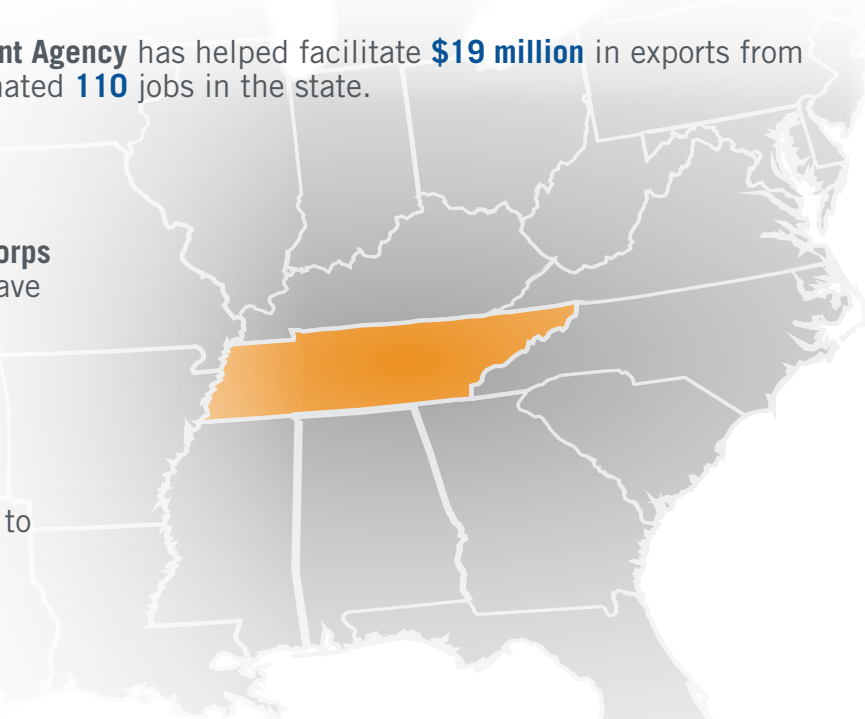 nt Agency has helped facilitate $19 million in exports from
nated 110 jobs in the state.
orps
ave
to